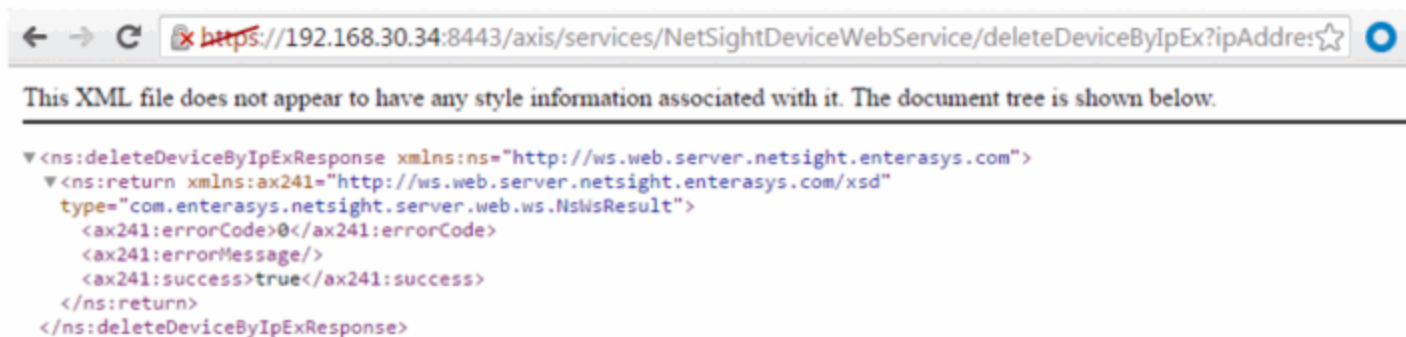 https://192.168.30.34:8443/axis/services/NetSightDeviceWebService/deleteDeviceByIpEx?ipAddres
This XML file does not appear to have any style information associated with it. The document tree is shown below.
▼<ns:deleteDeviceByIpExResponse xmlns:ns="http://ws.web.server.netsight.enterasys.com">
▼<ns:return xmlns:ax241="http://ws.web.server.netsight.enterasys.com/xsd"
type="com.enterasys.netsight.server.web.ws.NsWsResult">
<ax241:errorCode>0</ax241:errorCode>
<ax241:errorMessage/>
<ax241:success>true</ax241:success>
</ns:return>
</ns:deleteDeviceByIpExResponse>